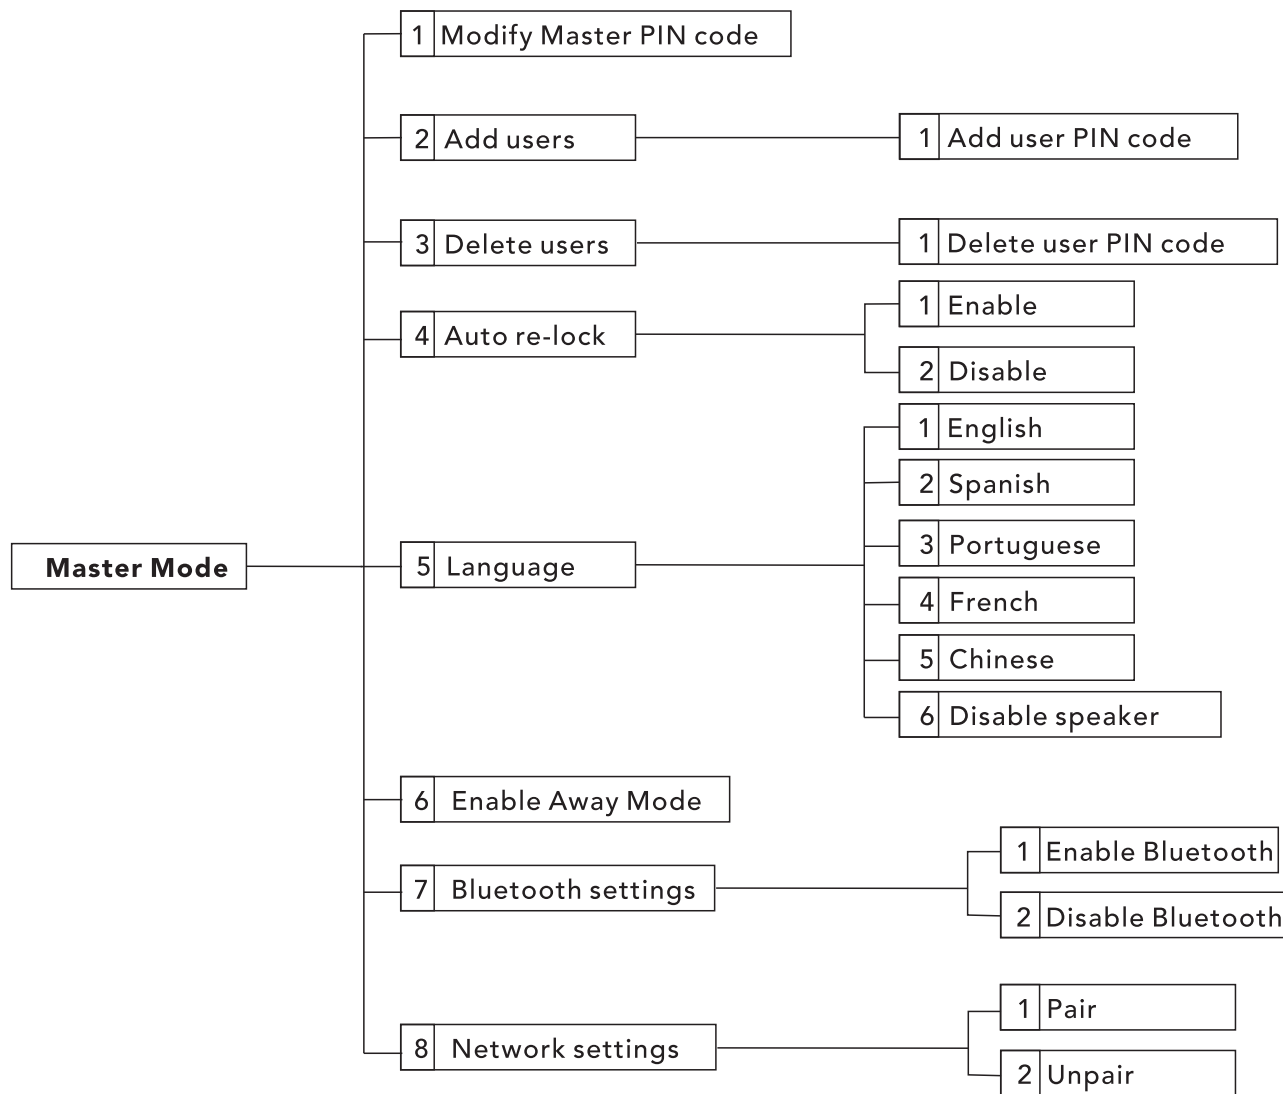 1 Modify Master PIN code
2 Add users
1 Add user PIN code
3 Delete users
1 Delete user PIN code
4 Auto re-lock
1 Enable
2 Disable
Master Mode
5 Language
1 English
2 Spanish
3 Portuguese
4 French
5 Chinese
6 Disable speaker
6 Enable Away Mode
7 Bluetooth settings
1 Enable Bluetooth
2 Disable Bluetooth
8 Network settings
1 Pair
2 Unpair